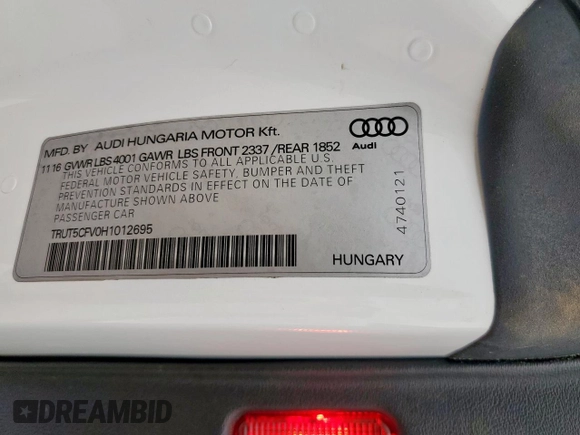 MFD. BY AUDI HUNGARIA MOTOR Kft.
11 16 GVWR LBS 4001 GAWR LBS FRONT 2337 /REAR 1852
THIS VEHICLE CONFORMS TO ALL APPLICABLE U.S.
FEDERAL MOTOR VEHICLE SAFETY, BUMPER AND THEFT
PREVENTION STANDARDS IN EFFECT ON THE DATE OF
MANUFACTURE SHOWN ABOVE
PASSENGER CAR
TRUT5CFV0H1012695
HUNGARY
Audi
4740121
DREAMBID